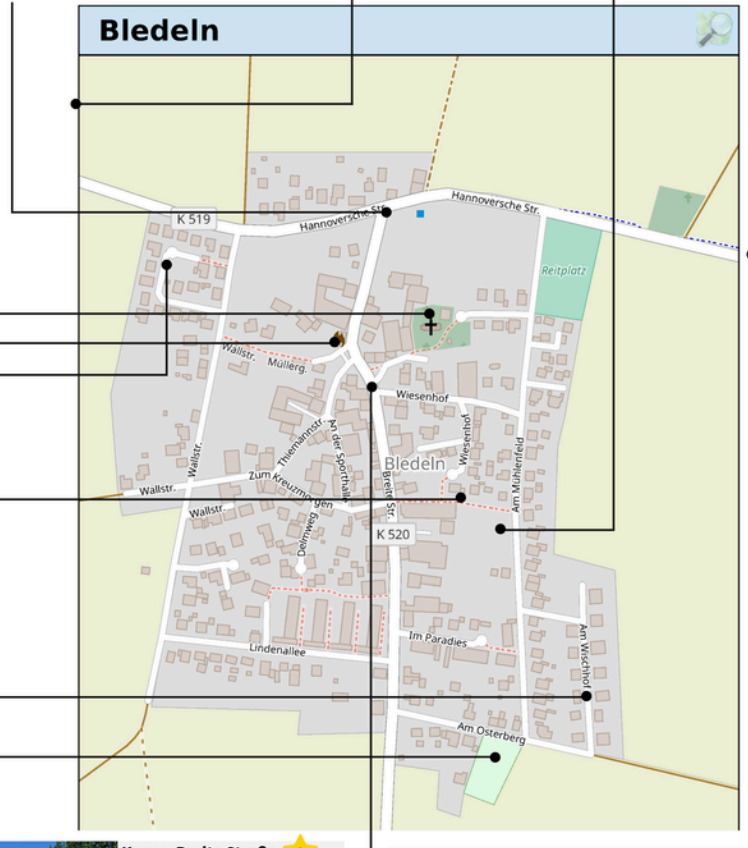 Bledeln
Hannoversche Str.
K 519
Hannoversche Str.
Reitplatz
Wallstr.
Müllerg.
Wiesenhof
Thiemannstr.
An der Sporthalle
Wiesenhof
Wallstr.
Bledeln
Am Mühlenfeld
Zum Kreuzmorgen
Wallstr.
Breite Str.
Wallstr.
Delmweg
K 520
Im Paradies
Am Wischhof
Lindenallee
Am Osterberg